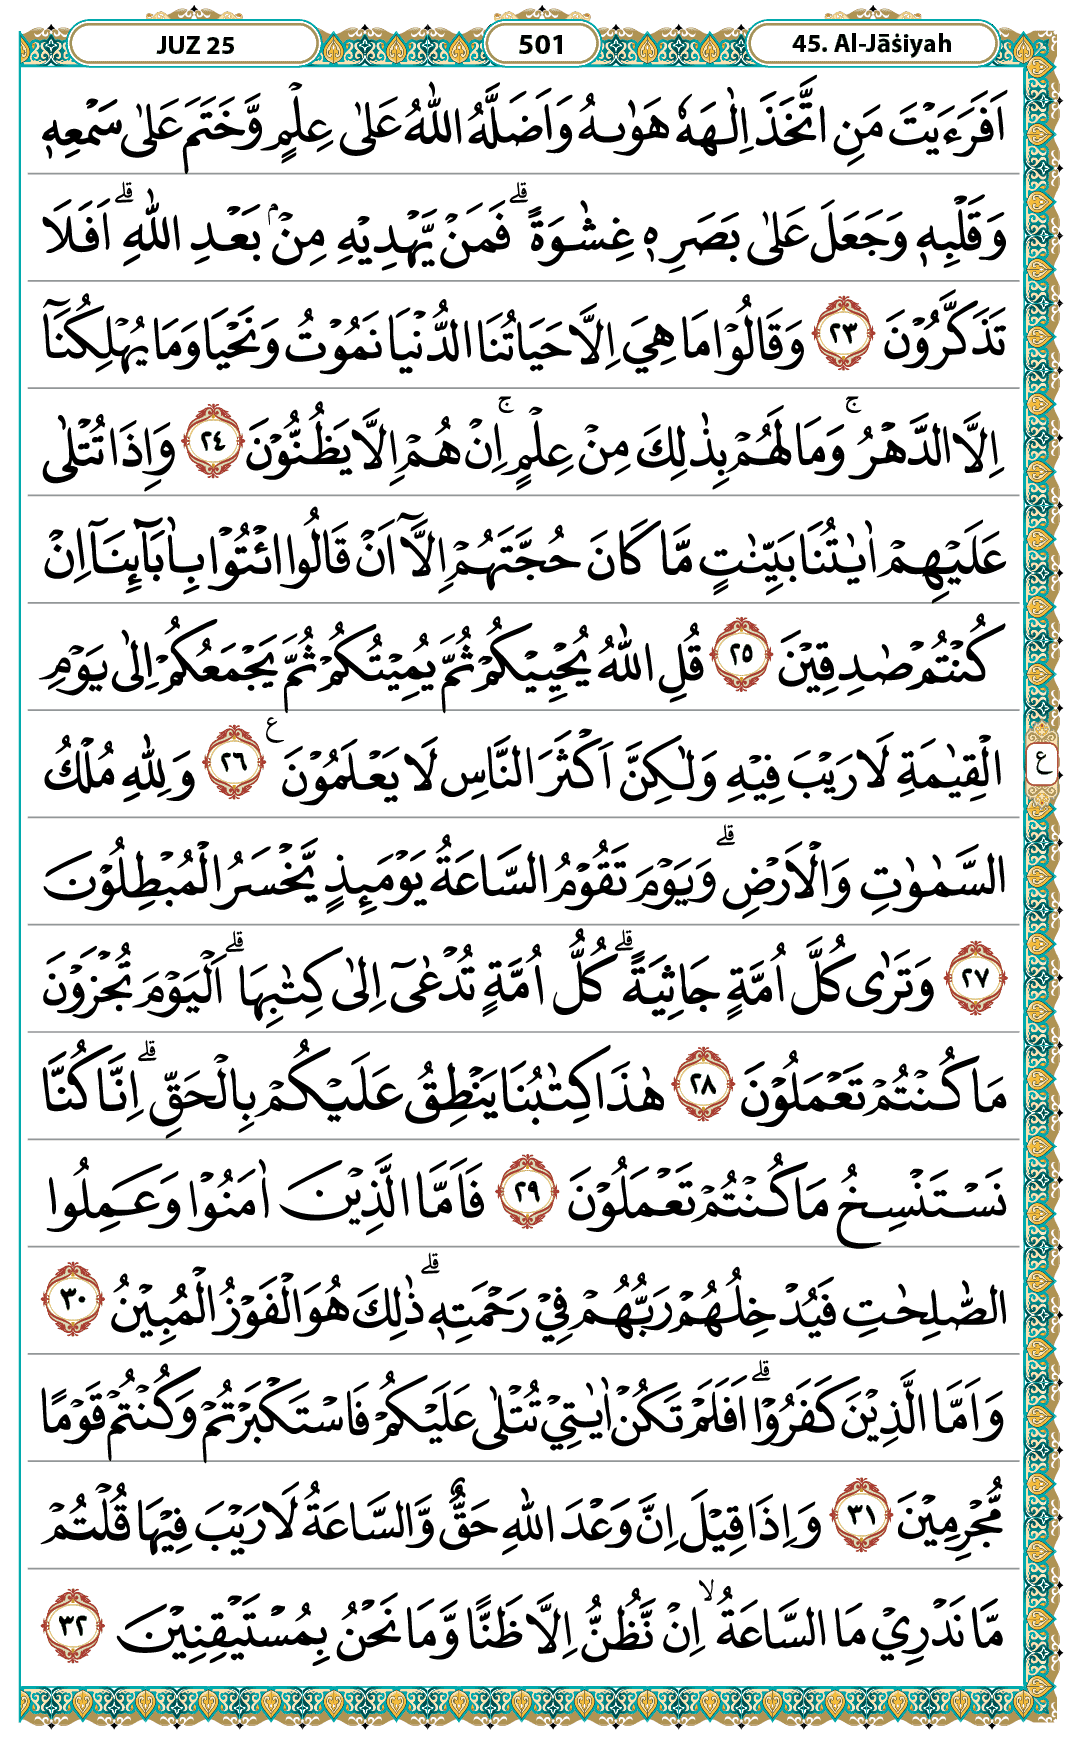 JUZ 25
501
45. Al-Jāṡiyah
اَفَرَءَيْتَ مَنِ اتَّخَذَ اِلٰهَهٗ هَوٰىهُ وَاَضَلَّهُ اللّٰهُ عَلٰى عِلْمٍ وَّخَتَمَ عَلٰى سَمْعِهٖ
وَقَلْبِهٖ وَجَعَلَ عَلٰى بَصَرِهٖ غِشٰوَةًۗ فَمَنْ يَّهْدِيْهِ مِنْۢ بَعْدِ اللّٰهِۗ اَفَلَا
تَذَكَّرُوْنَ ٢٣ وَقَالُوْا مَا هِيَ اِلَّا حَيَاتُنَا الدُّنْيَا نَمُوْتُ وَنَحْيَا وَمَا يُهْلِكُنَآ
اِلَّا الدَّهْرُۚ وَمَا لَهُمْ بِذٰلِكَ مِنْ عِلْمٍۚ اِنْ هُمْ اِلَّا يَظُنُّوْنَ ٢٤ وَاِذَا تُتْلٰى
عَلَيْهِمْ اٰيٰتُنَا بَيِّنٰتٍ مَّا كَانَ حُجَّتَهُمْ اِلَّآ اَنْ قَالُوا ائْتُوْا بِاٰبَآئِنَآ اِنْ
كُنْتُمْ صٰدِقِيْنَ ٢٥ قُلِ اللّٰهُ يُحْيِيْكُمْ ثُمَّ يُمِيْتُكُمْ ثُمَّ يَجْمَعُكُمْ اِلٰى يَوْمِ
الْقِيٰمَةِ لَا رَيْبَ فِيْهِ وَلٰكِنَّ اَكْثَرَ النَّاسِ لَا يَعْلَمُوْنَ ع ٢٦ وَلِلّٰهِ مُلْكُ
ع
السَّمٰوٰتِ وَالْاَرْضِۗ وَيَوْمَ تَقُوْمُ السَّاعَةُ يَوْمَىِٕذٍ يَّخْسَرُ الْمُبْطِلُوْنَ
٢٧ وَتَرٰى كُلَّ اُمَّةٍ جَاثِيَةًۗ كُلُّ اُمَّةٍ تُدْعٰٓى اِلٰى كِتٰبِهَاۗ اَلْيَوْمَ تُجْزَوْنَ
مَا كُنْتُمْ تَعْمَلُوْنَ ٢٨ هٰذَا كِتٰبُنَا يَنْطِقُ عَلَيْكُمْ بِالْحَقِّۗ اِنَّا كُنَّا
نَسْتَنْسِخُ مَا كُنْتُمْ تَعْمَلُوْنَ ٢٩ فَاَمَّا الَّذِيْنَ اٰمَنُوْا وَعَمِلُوا
الصّٰلِحٰتِ فَيُدْخِلُهُمْ رَبُّهُمْ فِيْ رَحْمَتِهٖۗ ذٰلِكَ هُوَ الْفَوْزُ الْمُبِيْنُ ٣٠
وَاَمَّا الَّذِيْنَ كَفَرُوْاۗ اَفَلَمْ تَكُنْ اٰيٰتِيْ تُتْلٰى عَلَيْكُمْ فَاسْتَكْبَرْتُمْ وَكُنْتُمْ قَوْمًا
مُّجْرِمِيْنَ ٣١ وَاِذَا قِيْلَ اِنَّ وَعْدَ اللّٰهِ حَقٌّ وَّالسَّاعَةُ لَا رَيْبَ فِيْهَا قُلْتُمْ
مَّا نَدْرِيْ مَا السَّاعَةُۙ اِنْ نَّظُنُّ اِلَّا ظَنًّا وَّمَا نَحْنُ بِمُسْتَيْقِنِيْنَ ٣٢